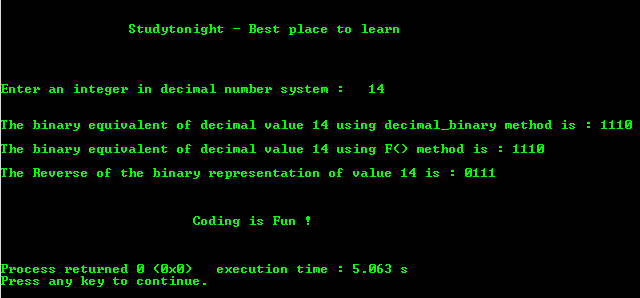 Studytonight - Best place to learn
Enter an integer in decimal number system :   14
The binary equivalent of decimal value 14 using decimal_binary method is : 1110
The binary equivalent of decimal value 14 using F() method is : 1110
The Reverse of the binary representation of value 14 is : 0111
Coding is Fun !
Process returned 0 (0x0)   execution time : 5.063 s
Press any key to continue.